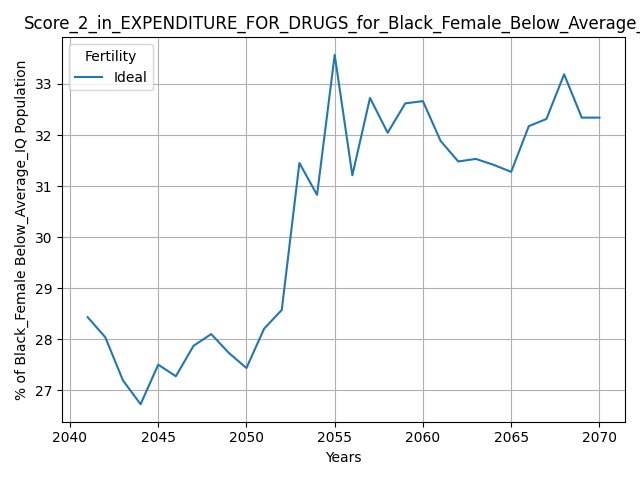 Score_2_in_EXPENDITURE_FOR_DRUGS_for_Black_Female_Below_Average_
% of Black_Female Below_Average_IQ Population
Fertility
Ideal
33
32
31
30
29
28
27
2040 2045 2050 2055 2060 2065 2070
Years